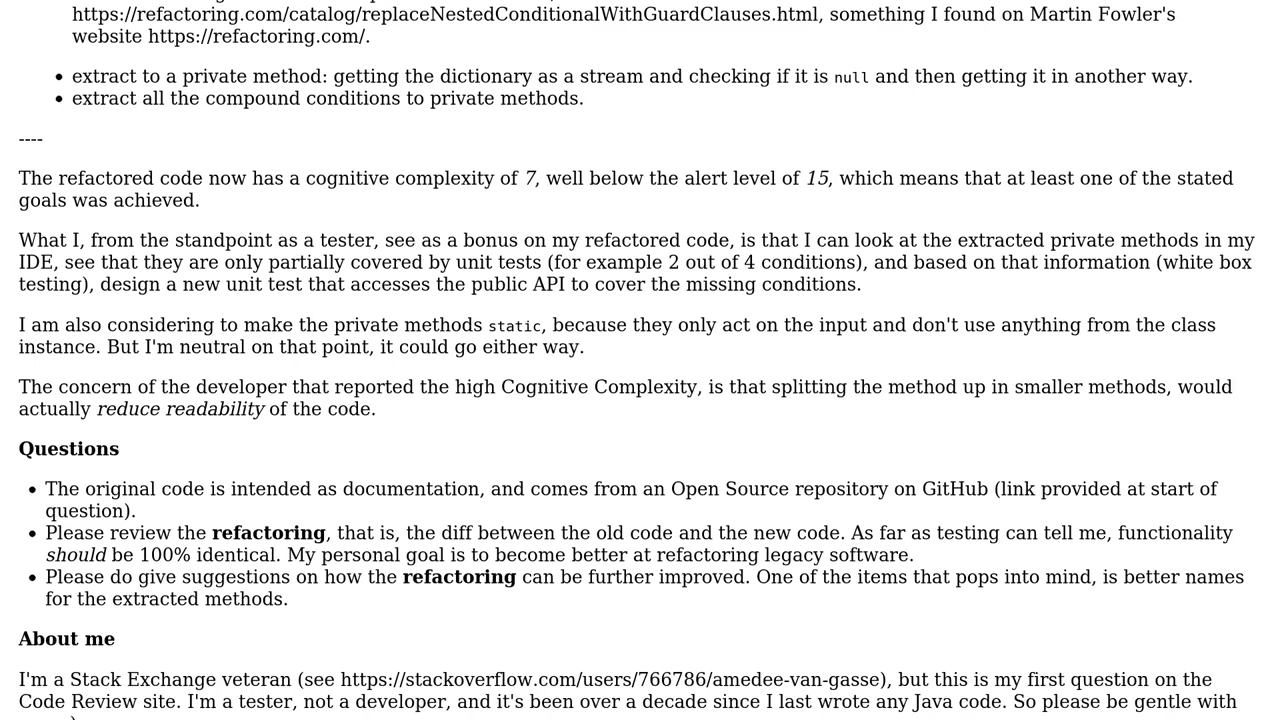 https://refactoring.com/catalog/replaceNestedConditionalWithGuardClauses.html, something I found on Martin Fowler's
website https://refactoring.com/.
• extract to a private method: getting the dictionary as a stream and checking if it is null and then getting it in another way.
• extract all the compound conditions to private methods.
----
The refactored code now has a cognitive complexity of 7, well below the alert level of 15, which means that at least one of the stated
goals was achieved.
What I, from the standpoint as a tester, see as a bonus on my refactored code, is that I can look at the extracted private methods in my
IDE, see that they are only partially covered by unit tests (for example 2 out of 4 conditions), and based on that information (white box
testing), design a new unit test that accesses the public API to cover the missing conditions.
I am also considering to make the private methods static, because they only act on the input and don't use anything from the class
instance. But I'm neutral on that point, it could go either way.
The concern of the developer that reported the high Cognitive Complexity, is that splitting the method up in smaller methods, would
actually reduce readability of the code.
Questions
• The original code is intended as documentation, and comes from an Open Source repository on GitHub (link provided at start of
question).
• Please review the refactoring, that is, the diff between the old code and the new code. As far as testing can tell me, functionality
should be 100% identical. My personal goal is to become better at refactoring legacy software.
• Please do give suggestions on how the refactoring can be further improved. One of the items that pops into mind, is better names
for the extracted methods.
About me
I'm a Stack Exchange veteran (see https://stackoverflow.com/users/766786/amedee-van-gasse), but this is my first question on the
Code Review site. I'm a tester, not a developer, and it's been over a decade since I last wrote any Java code. So please be gentle with